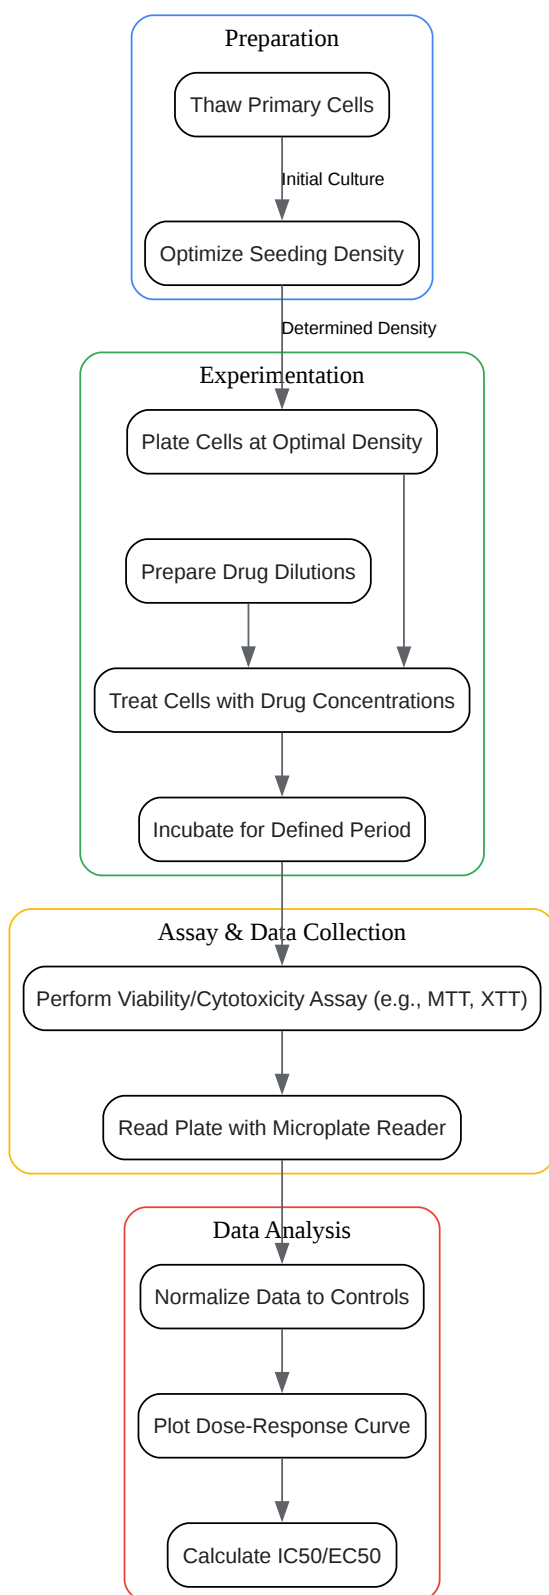 Preparation
Thaw Primary Cells
Initial Culture
Optimize Seeding Density
Determined Density
Experimentation
Plate Cells at Optimal Density
Prepare Drug Dilutions
Treat Cells with Drug Concentrations
Incubate for Defined Period
Assay & Data Collection
Perform Viability/Cytotoxicity Assay (e.g., MTT, XTT)
Read Plate with Microplate Reader
Data Analysis
Normalize Data to Controls
Plot Dose-Response Curve
Calculate IC50/EC50